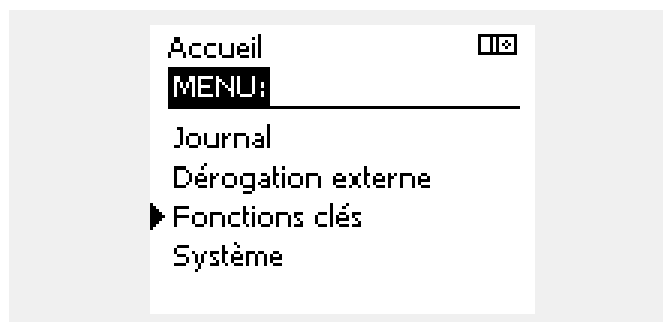 Accueil
MENU:
Journal
Dérogation externe
Fonctions clés
Système